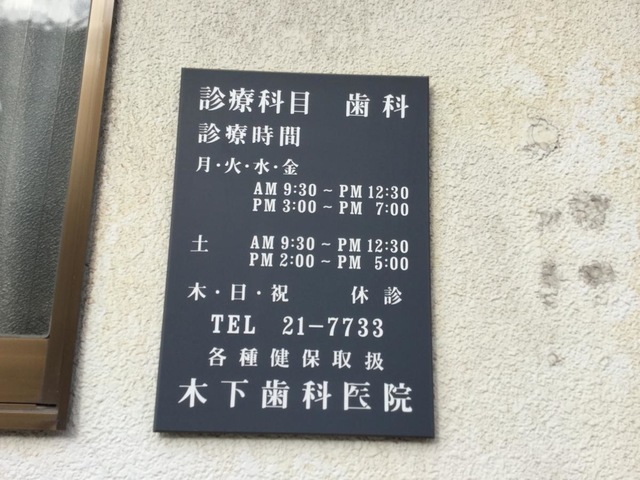 診療科目 歯科
診療時間
月・火・水・金
AM 9:30 ~ PM 12:30
PM 3:00 ~ PM 7:00
土 AM 9:30 ~ PM 12:30
PM 2:00 ~ PM 5:00
木・日・祝 休診
TEL 21-7733
各種健保取扱
木下歯科医院